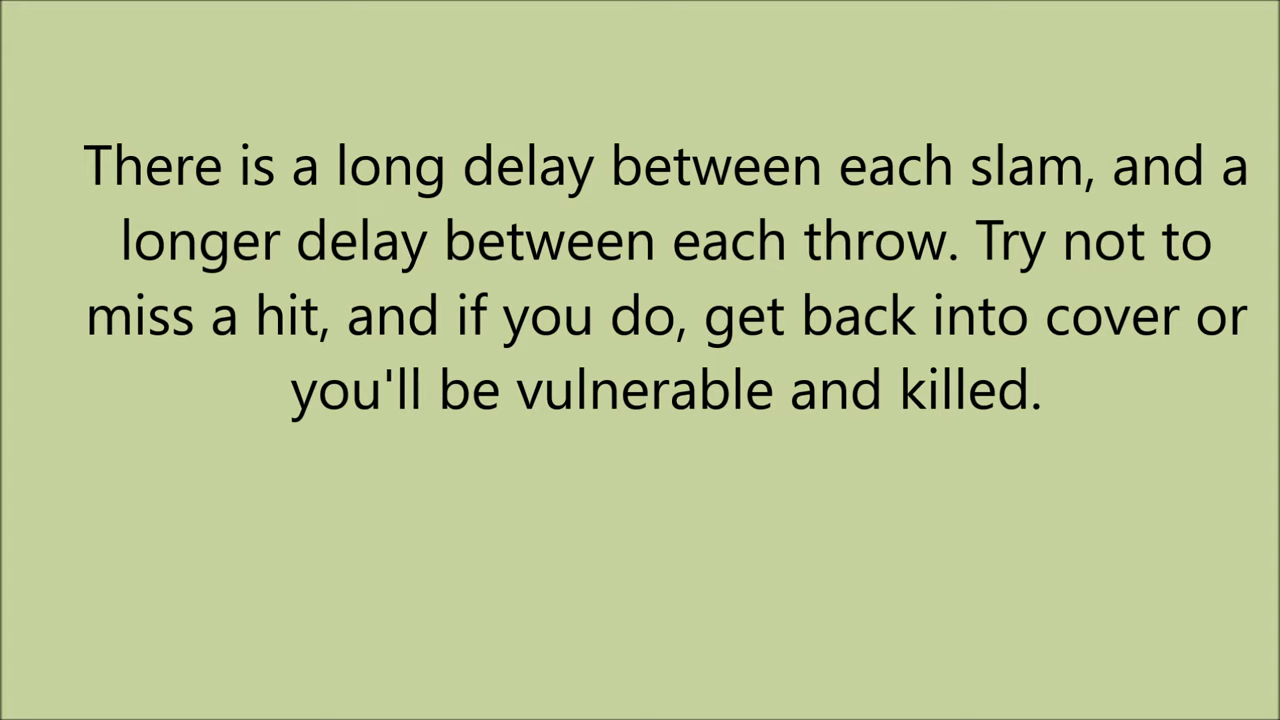 There is a long delay between each slam, and a
longer delay between each throw. Try not to
miss a hit, and if you do, get back into cover or
you'll be vulnerable and killed.